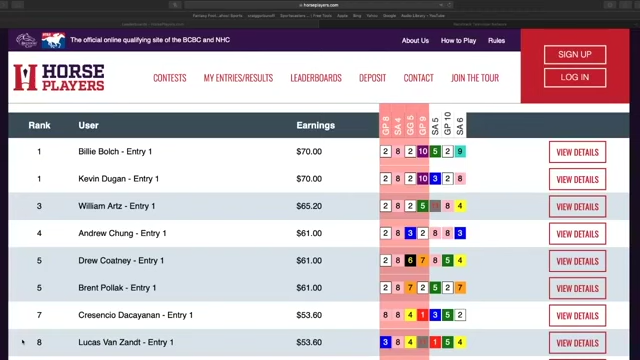 horseplayers.com
The official online qualifying site of the BCBC and NHC
About Us How to Play Rules
SIGN UP
LOG IN
HORSE
PLAYERS
CONTESTS MY ENTRIES/RESULTS LEADERBOARDS DEPOSIT CONTACT JOIN THE TOUR
Rank User Earnings GP 8 SA 4 GG 5 GP 9 SA 5 GP 10 SA 6
1 Billie Bolch - Entry 1 $70.00 2 8 2 10 5 2 9 VIEW DETAILS
1 Kevin Dugan - Entry 1 $70.00 2 8 2 10 3 2 8 VIEW DETAILS
3 William Artz - Entry 1 $65.20 2 8 2 5 8 4 VIEW DETAILS
4 Andrew Chung - Entry 1 $61.00 2 8 3 2 8 8 3 VIEW DETAILS
5 Drew Coatney - Entry 1 $61.00 2 8 6 7 8 5 4 VIEW DETAILS
5 Brent Pollak - Entry 1 $61.00 2 8 7 2 5 2 7 VIEW DETAILS
7 Cresencio Dacayanan - Entry 1 $53.60 8 8 4 1 3 5 2 VIEW DETAILS
8 Lucas Van Zandt - Entry 1 $53.60 3 8 4 1 5 4 VIEW DETAILS